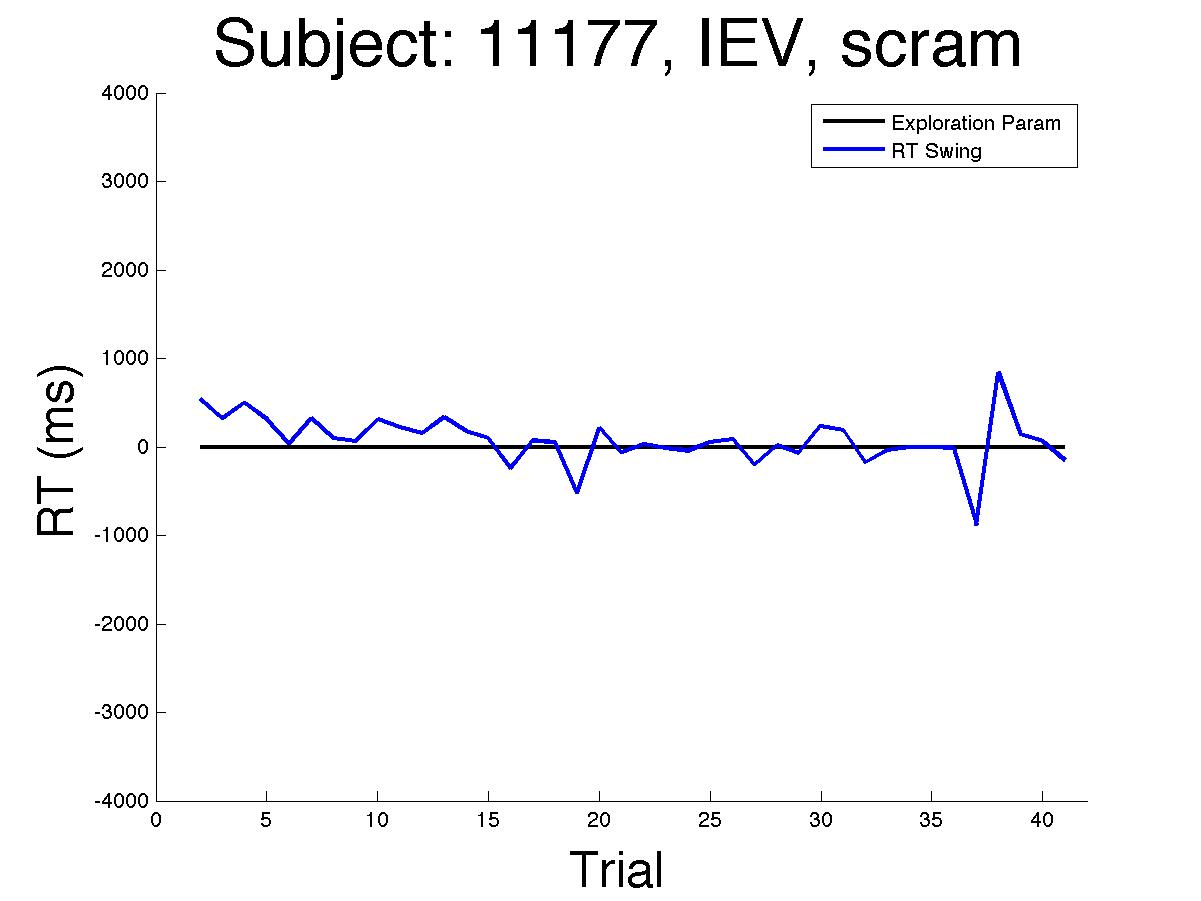 Subject: 11177, IEV, scram
Exploration Param
RT Swing
4000
3000
2000
1000
0
-1000
-2000
-3000
-4000
RT (ms)
0 5 10 15 20 25 30 35 40
Trial